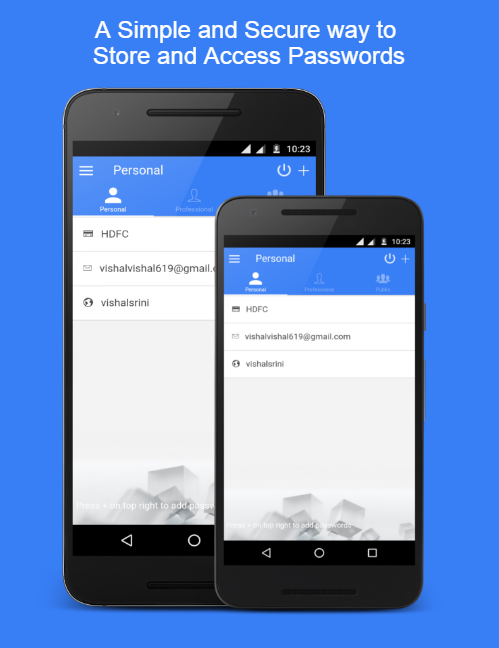 A Simple and Secure way to
Store and Access Passwords
10:23
Personal
Personal
Professional
HDFC
vishalvishal619@gmail.c
vishalsrini
Press + on top right to add passw
10:23
Personal
Personal
Professional
Public
HDFC
vishalvishal619@gmail.com
vishalsrini
Press + on top right to add passwords